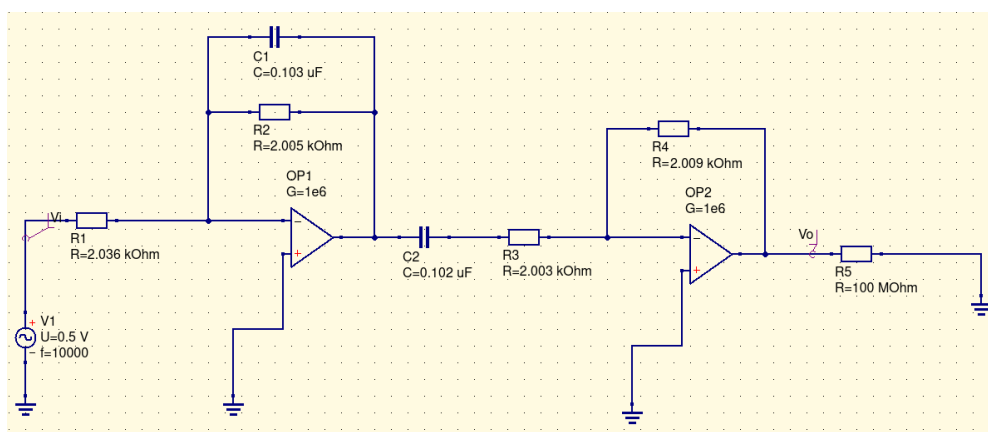 C1
C=0.103 uF
R2
R=2.005 kOhm
R4
R=2.009 kOhm
OP1
G=1e6
OP2
G=1e6
Vi
R1
R=2.036 kOhm
−
+
C2
C=0.102 uF
R3
R=2.003 kOhm
−
+
Vo
R5
R=100 MOhm
+ V1
U=0.5 V
− f=10000